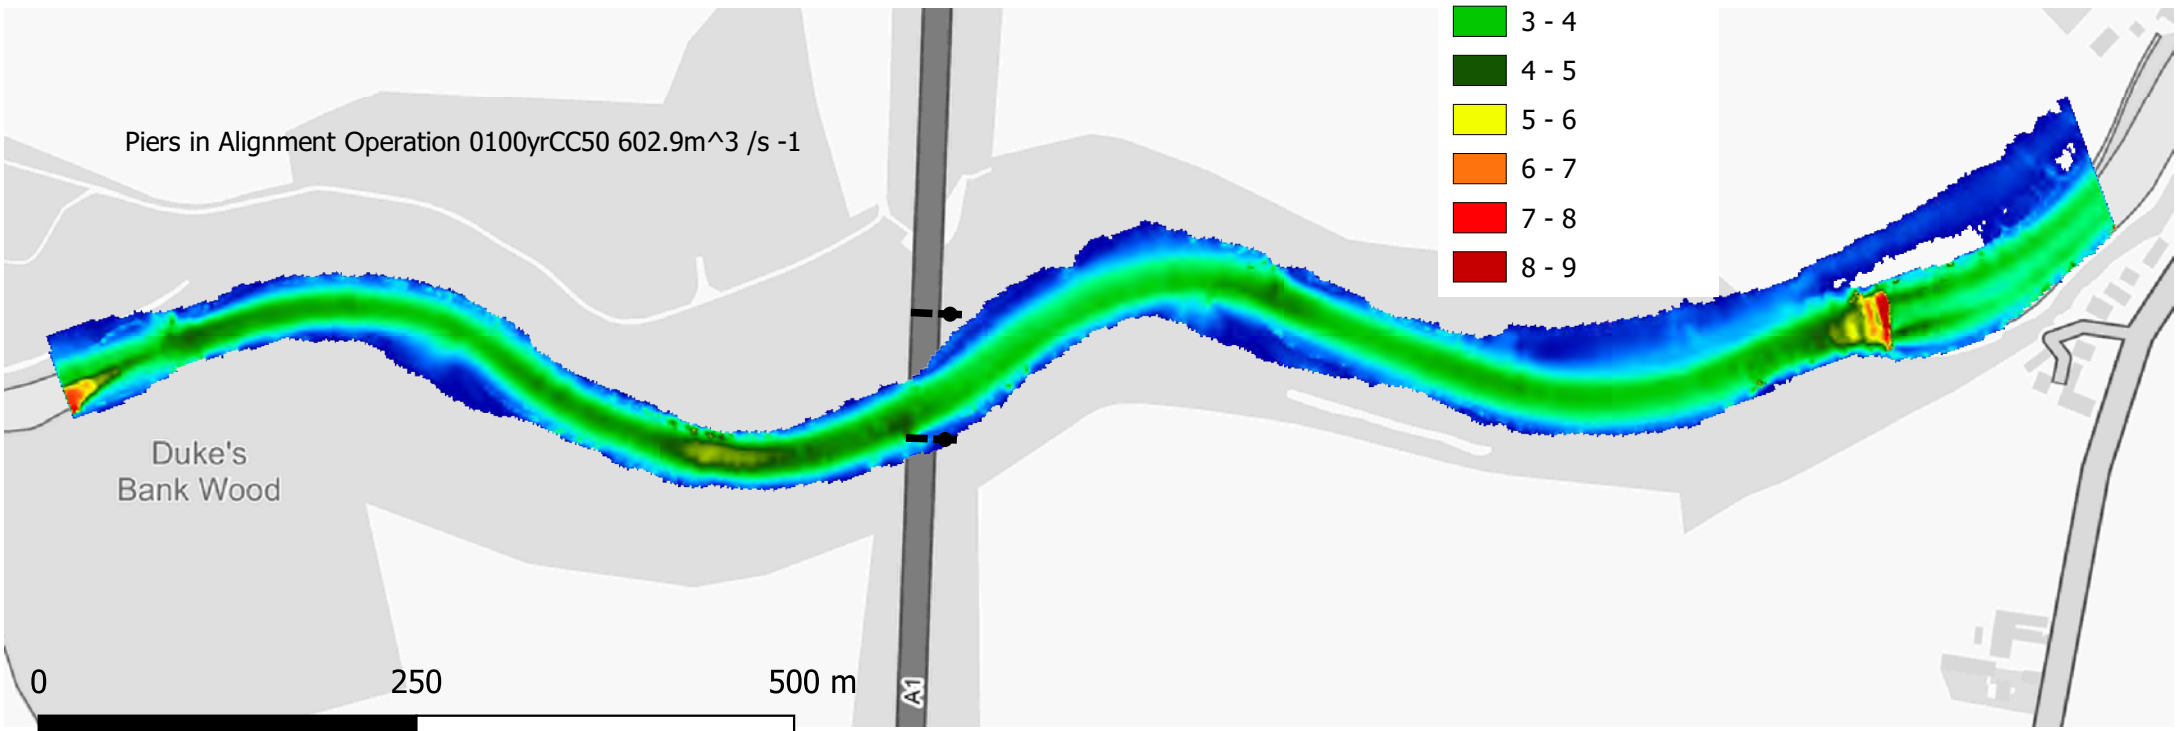 3 - 4
4 - 5
5 - 6
6 - 7
7 - 8
8 - 9
Piers in Alignment Operation 0100yrCC50 602.9m^3 /s -1
Duke's
Bank Wood
0 250 500 m
A1